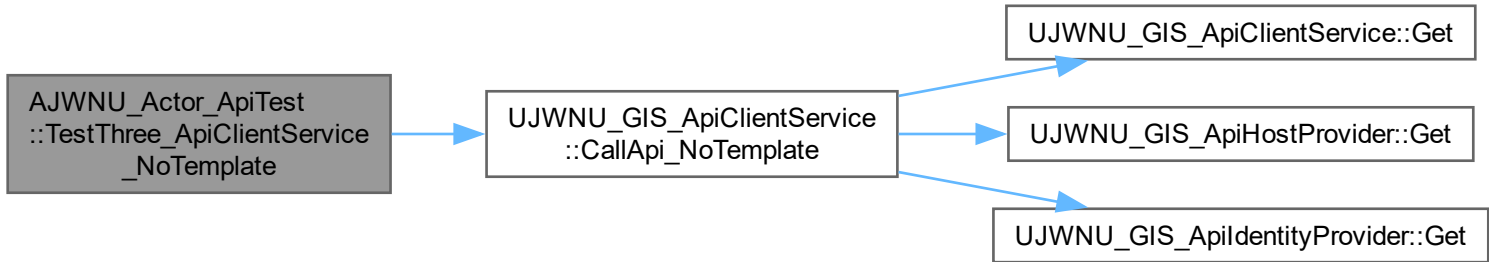 AJWNU_Actor_ApiTest
::TestThree_ApiClientService
_NoTemplate
UJWNU_GIS_ApiClientService
::CallApi_NoTemplate
UJWNU_GIS_ApiClientService::Get
UJWNU_GIS_ApiHostProvider::Get
UJWNU_GIS_ApiIdentityProvider::Get